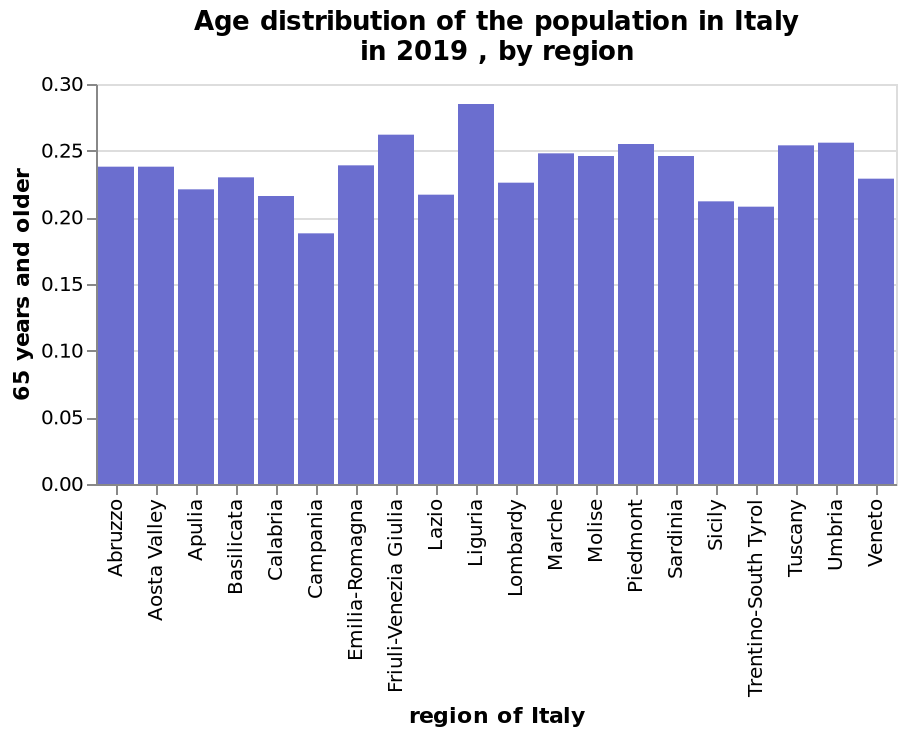 Age distribution of the population in Italy
in 2019 , by region
65 years and older
0.30
0.25
0.20
0.15
0.10
0.05
0.00
Abruzzo
Aosta Valley
Apulia
Basilicata
Calabria
Campania
Emilia-Romagna
Friuli-Venezia Giulia
Lazio
Liguria
Lombardy
Marche
Molise
Piedmont
Sardinia
Sicily
Trentino-South Tyrol
Tuscany
Umbria
Veneto
region of Italy